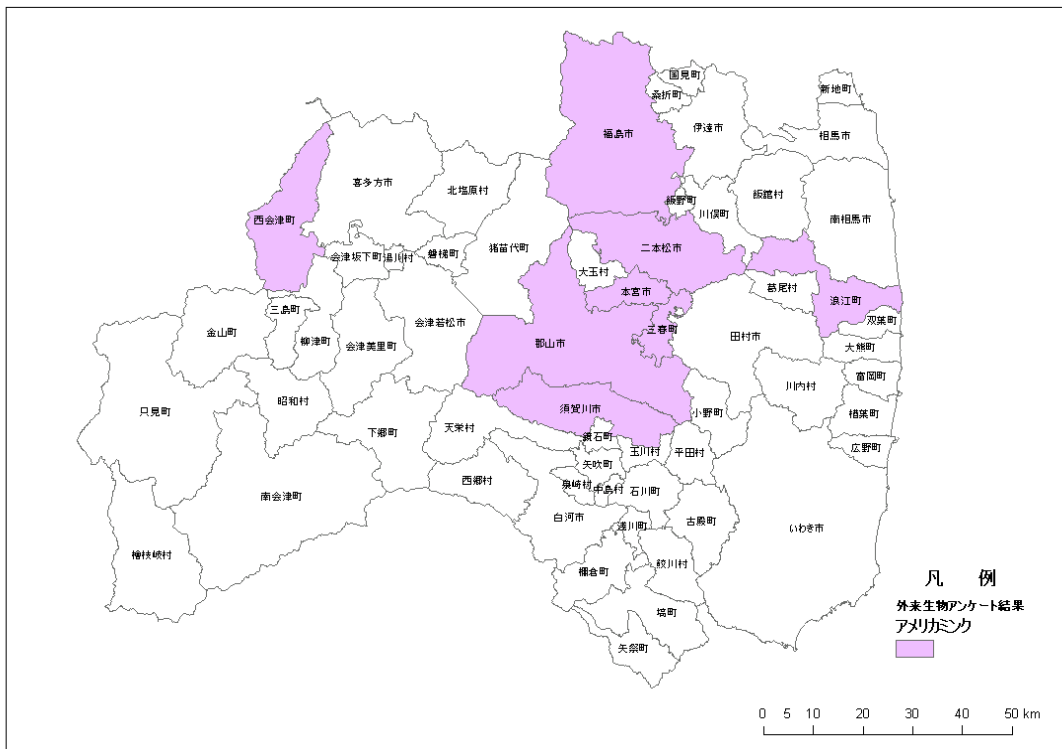 国見町
桑折町
新地町
福島市
伊達市
相馬市
喜多方市
北塩原村
飯舘村
飯野町
川俣町
南相馬市
西会津町
猪苗代町
二本松市
会津坂下町
湯川村
磐梯町
大玉村
本宮市
葛尾村
浪江町
三島町
双葉町
金山町
会津若松市
三春町
田村市
柳津町
会津美里町
郡山市
大熊町
富岡町
川内村
昭和村
只見町
須賀川市
小野町
楢葉町
下郷町
天栄村
鏡石町
玉川村
平田村
広野町
矢吹町
西郷村
泉崎村
中島村
石川町
南会津町
白河市
浅川町
古殿町
いわき市
檜枝岐村
鮫川村
棚倉町
塙町
矢祭町
凡 例
外来生物アンケート結果
アメリカミンク
0 5 10 20 30 40 50 km